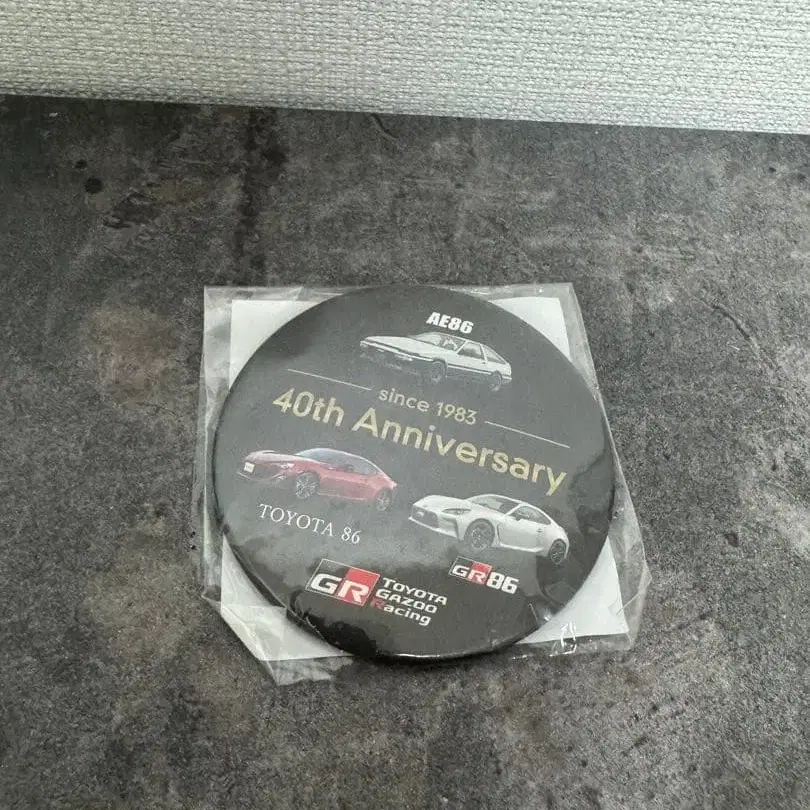 AE86
since 1983
40th Anniversary
TOYOTA 86
GR86
GR TOYOTA
GAZOO
Racing